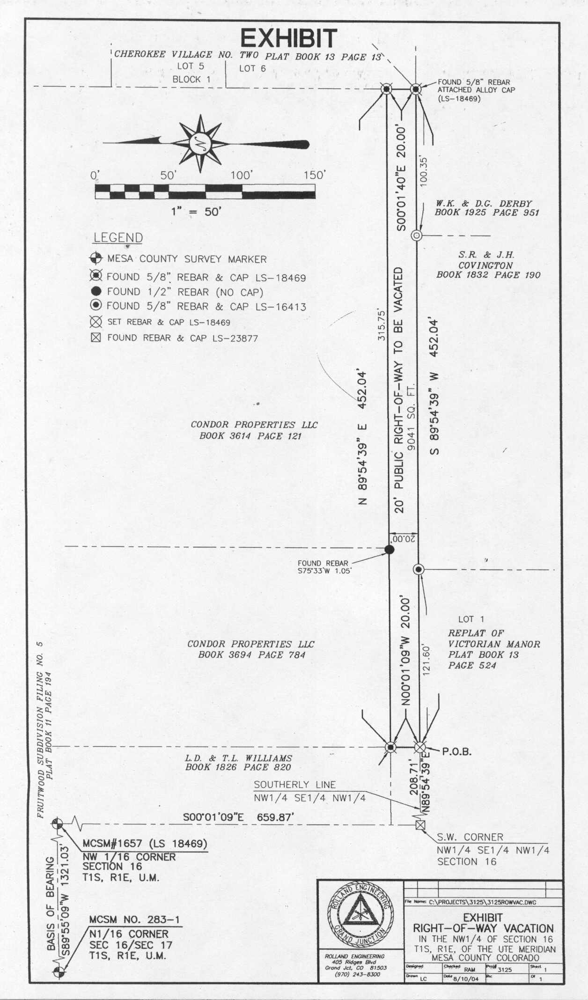 EXHIBIT
CHEROKEE VILLAGE NO. TWO PLAT BOOK 13 PAGE 13
LOT 5
BLOCK 1
LOT 6
FOUND 5/8" REBAR
ATTACHED ALLOY CAP
(LS-18469)
0' 50' 100' 150'
1" = 50'
S00°01'40"E 20.00'
100.35'
W.K. & D.G. DERBY
BOOK 1925 PAGE 951
LEGEND
MESA COUNTY SURVEY MARKER
FOUND 5/8" REBAR & CAP LS-18469
FOUND 1/2" REBAR (NO CAP)
FOUND 5/8" REBAR & CAP LS-16413
SET REBAR & CAP LS-18469
FOUND REBAR & CAP LS-23877
S.R. & J.H.
COVINGTON
BOOK 1832 PAGE 190
315.75'
N 89°54'39" E 452.04'
20' PUBLIC RIGHT-OF-WAY TO BE VACATED
9041 SQ. FT.
S 89°54'39" W 452.04'
CONDOR PROPERTIES LLC
BOOK 3614 PAGE 121
20.00'
FOUND REBAR
S75°33'W 1.05'
N00°01'09"W 20.00'
121.60'
LOT 1
REPLAT OF
VICTORIAN MANOR
PLAT BOOK 13
PAGE 524
CONDOR PROPERTIES LLC
BOOK 3694 PAGE 784
FRUITWOOD SUBDIVISION FILING NO. 5
PLAT BOOK 11 PAGE 194
P.O.B.
L.D. & T.L. WILLIAMS
BOOK 1826 PAGE 820
208.71'
N89°54'39"E
SOUTHERLY LINE
NW1/4 SE1/4 NW1/4
S00°01'09"E 659.87'
S.W. CORNER
NW1/4 SE1/4 NW1/4
SECTION 16
MCSM#1657 (LS 18469)
NW 1/16 CORNER
SECTION 16
T1S, R1E, U.M.
BASIS OF BEARING
S89°55'09"W 1321.03'
MCSM NO. 283-1
N1/16 CORNER
SEC 16/SEC 17
T1S, R1E, U.M.
ROLLAND ENGINEERING
GRAND JUNCTION
ROLLAND ENGINEERING
405 Ridges Blvd
Grand Jct, CO 81503
(970) 243-8300
File Name: C:\PROJECTS\3125\3125ROWVAC.DWG
EXHIBIT
RIGHT-OF-WAY VACATION
IN THE NW1/4 OF SECTION 16
T1S, R1E, OF THE UTE MERIDIAN
MESA COUNTY COLORADO
Designed Checked RAM Proj# 3125 Sheet 1
Drawn LC Date 8/10/04 Rv: Of 1